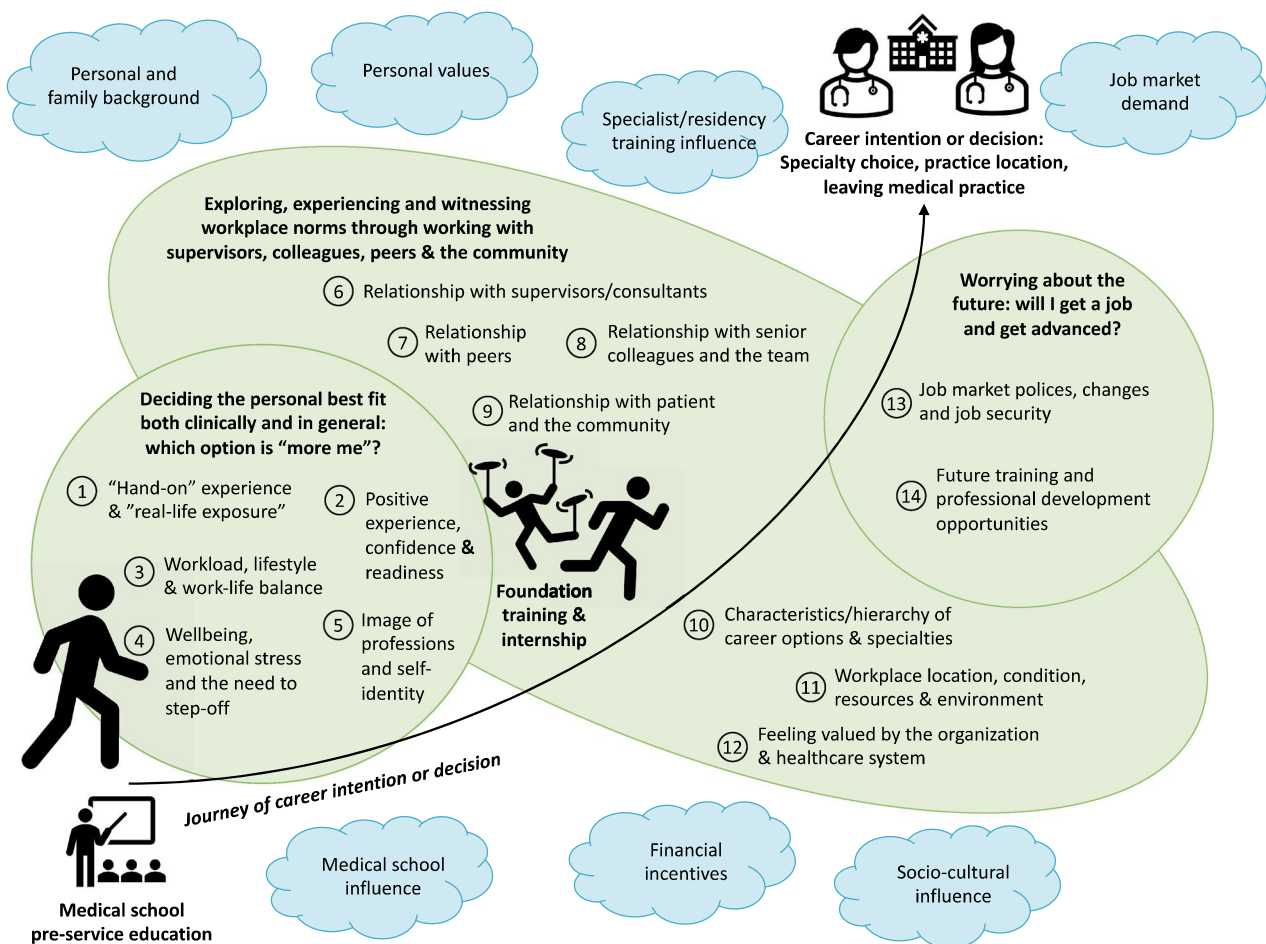 Personal and
family background
Personal values
Specialist/residency
training influence
Job market
demand
Career intention or decision:
Specialty choice, practice location,
leaving medical practice
Exploring, experiencing and witnessing
workplace norms through working with
supervisors, colleagues, peers & the community
6 Relationship with supervisors/consultants
7 Relationship
with peers
8 Relationship with senior
colleagues and the team
9 Relationship with patient
and the community
Worrying about the
future: will I get a job
and get advanced?
13 Job market polices, changes
and job security
14 Future training and
professional development
opportunities
Deciding the personal best fit
both clinically and in general:
which option is “more me”?
1 “Hand-on” experience
& ”real-life exposure”
2 Positive
experience,
confidence &
readiness
3 Workload, lifestyle
& work-life balance
4 Wellbeing,
emotional stress
and the need to
step-off
5 Image of
professions
and self-
identity
Foundation
training &
internship
10 Characteristics/hierarchy of
career options & specialties
11 Workplace location, condition,
resources & environment
12 Feeling valued by the organization
& healthcare system
Journey of career intention or decision
Medical school
pre-service education
Medical school
influence
Financial
incentives
Socio-cultural
influence